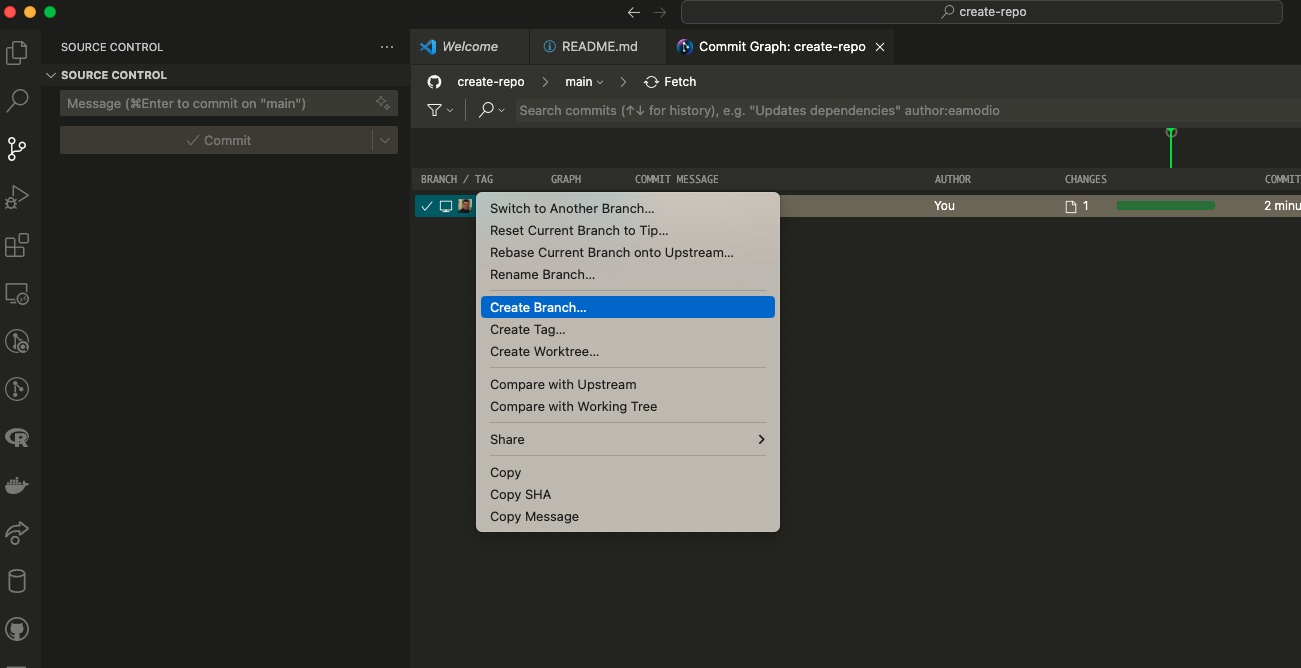 create-repo
SOURCE CONTROL
SOURCE CONTROL
Message (⌘Enter to commit on "main")
Commit
Welcome
README.md
Commit Graph: create-repo
create-repo
main
Fetch
Search commits (↑↓ for history), e.g. "Updates dependencies" author:eamodio
BRANCH / TAG GRAPH COMMIT MESSAGE AUTHOR CHANGES COMMIT
You 1 2 minu
Switch to Another Branch...
Reset Current Branch to Tip...
Rebase Current Branch onto Upstream...
Rename Branch...
Create Branch...
Create Tag...
Create Worktree...
Compare with Upstream
Compare with Working Tree
Share
Copy
Copy SHA
Copy Message